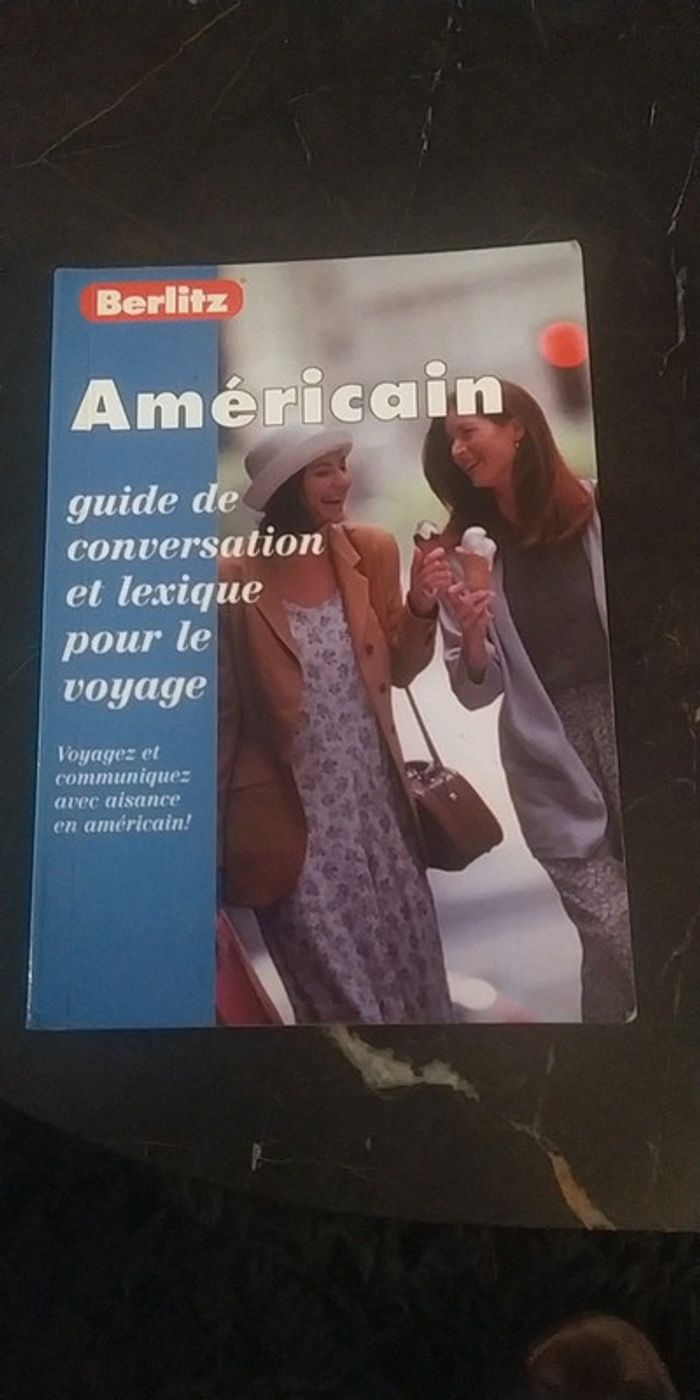 Berlitz
Américain
guide de
conversation
et lexique
pour le
voyage
Voyagez et
communiquez
avec aisance
en américain!